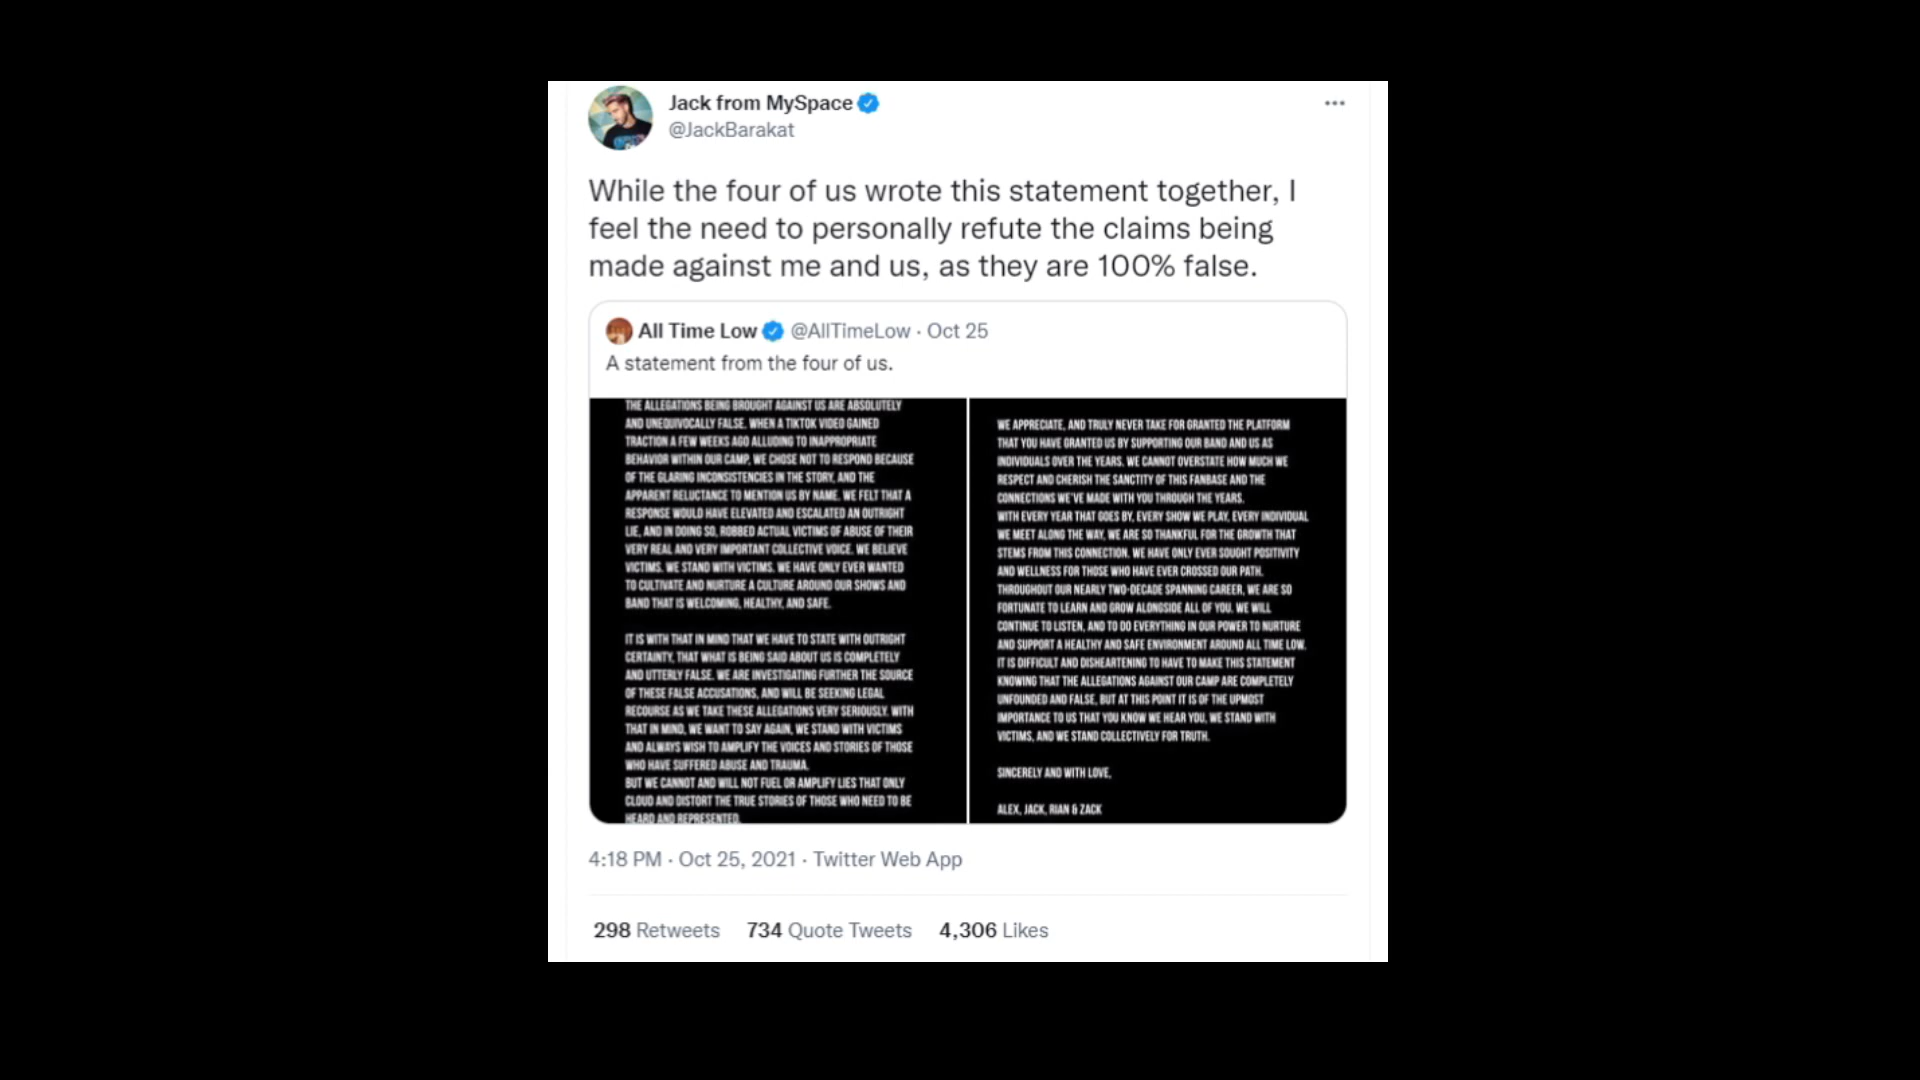 Jack from MySpace
@JackBarakat
While the four of us wrote this statement together, I
feel the need to personally refute the claims being
made against me and us, as they are 100% false.
All Time Low @AllTimeLow · Oct 25
A statement from the four of us.
THE ALLEGATIONS BEING BROUGHT AGAINST US ARE ABSOLUTELY
AND UNEQUIVOCALLY FALSE. WHEN A TIKTOK VIDEO GAINED
TRACTION A FEW WEEKS AGO ALLUDING TO INAPPROPRIATE
BEHAVIOR WITHIN OUR CAMP, WE CHOSE NOT TO RESPOND BECAUSE
OF THE GLARING INCONSISTENCIES IN THE STORY, AND THE
APPARENT RELUCTANCE TO MENTION US BY NAME. WE FELT THAT A
RESPONSE WOULD HAVE ELEVATED AND ESCALATED AN OUTRIGHT
LIE, AND IN DOING SO, ROBBED ACTUAL VICTIMS OF ABUSE OF THEIR
VERY REAL AND VERY IMPORTANT COLLECTIVE VOICE. WE BELIEVE
VICTIMS. WE STAND WITH VICTIMS. WE HAVE ONLY EVER WANTED
TO CULTIVATE AND NURTURE A CULTURE AROUND OUR SHOWS AND
BAND THAT IS WELCOMING, HEALTHY, AND SAFE.
IT IS WITH THAT IN MIND THAT WE HAVE TO STATE WITH OUTRIGHT
CERTAINTY, THAT WHAT IS BEING SAID ABOUT US IS COMPLETELY
AND UTTERLY FALSE. WE ARE INVESTIGATING FURTHER THE SOURCE
OF THESE FALSE ACCUSATIONS, AND WILL BE SEEKING LEGAL
RECOURSE AS WE TAKE THESE ALLEGATIONS VERY SERIOUSLY. WITH
THAT IN MIND, WE WANT TO SAY AGAIN, WE STAND WITH VICTIMS
AND ALWAYS WISH TO AMPLIFY THE VOICES AND STORIES OF THOSE
WHO HAVE SUFFERED ABUSE AND TRAUMA.
BUT WE CANNOT AND WILL NOT FUEL OR AMPLIFY LIES THAT ONLY
CLOUD AND DISTORT THE TRUE STORIES OF THOSE WHO NEED TO BE
HEARD AND REPRESENTED.
WE APPRECIATE, AND TRULY NEVER TAKE FOR GRANTED THE PLATFORM
THAT YOU HAVE GRANTED US BY SUPPORTING OUR BAND AND US AS
INDIVIDUALS OVER THE YEARS. WE CANNOT OVERSTATE HOW MUCH WE
RESPECT AND CHERISH THE SANCTITY OF THIS FANBASE AND THE
CONNECTIONS WE'VE MADE WITH YOU THROUGH THE YEARS.
WITH EVERY YEAR THAT GOES BY, EVERY SHOW WE PLAY, EVERY INDIVIDUAL
WE MEET ALONG THE WAY, WE ARE SO THANKFUL FOR THE GROWTH THAT
STEMS FROM THIS CONNECTION. WE HAVE ONLY EVER SOUGHT POSITIVITY
AND WELLNESS FOR THOSE WHO HAVE EVER CROSSED OUR PATH.
THROUGHOUT OUR NEARLY TWO-DECADE SPANNING CAREER, WE ARE SO
FORTUNATE TO LEARN AND GROW ALONGSIDE ALL OF YOU. WE WILL
CONTINUE TO LISTEN, AND TO DO EVERYTHING IN OUR POWER TO NURTURE
AND SUPPORT A HEALTHY AND SAFE ENVIRONMENT AROUND ALL TIME LOW.
IT IS DIFFICULT AND DISHEARTENING TO HAVE TO MAKE THIS STATEMENT
KNOWING THAT THE ALLEGATIONS AGAINST OUR CAMP ARE COMPLETELY
UNFOUNDED AND FALSE, BUT AT THIS POINT IT IS OF THE UPMOST
IMPORTANCE TO US THAT YOU KNOW WE HEAR YOU, WE STAND WITH
VICTIMS, AND WE STAND COLLECTIVELY FOR TRUTH.
SINCERELY AND WITH LOVE,
ALEX, JACK, RIAN & ZACK
4:18 PM · Oct 25, 2021 · Twitter Web App
298 Retweets 734 Quote Tweets 4,306 Likes